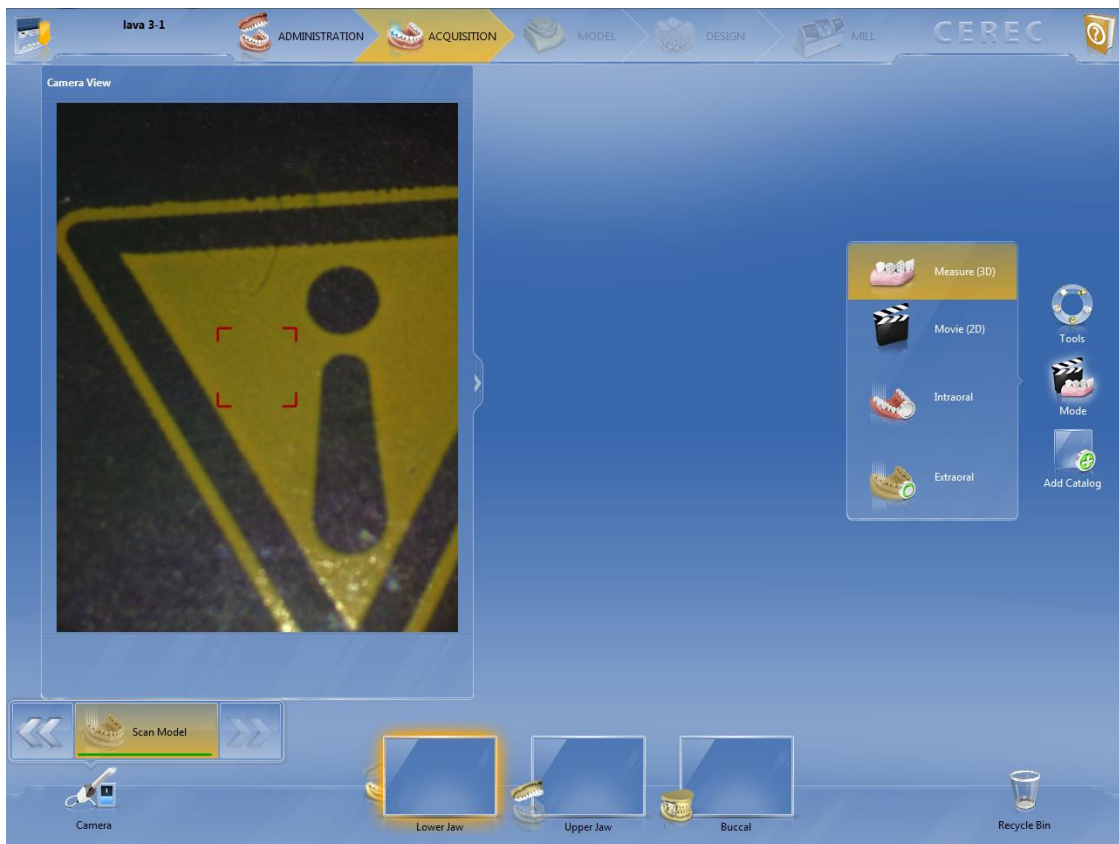 lava 3-1
ADMINISTRATION
ACQUISITION
MODEL
DESIGN
MILL
CEREC
Camera View
Measure (3D)
Movie (2D)
Intraoral
Extraoral
Tools
Mode
Add Catalog
Scan Model
Camera
Lower Jaw
Upper Jaw
Buccal
Recycle Bin